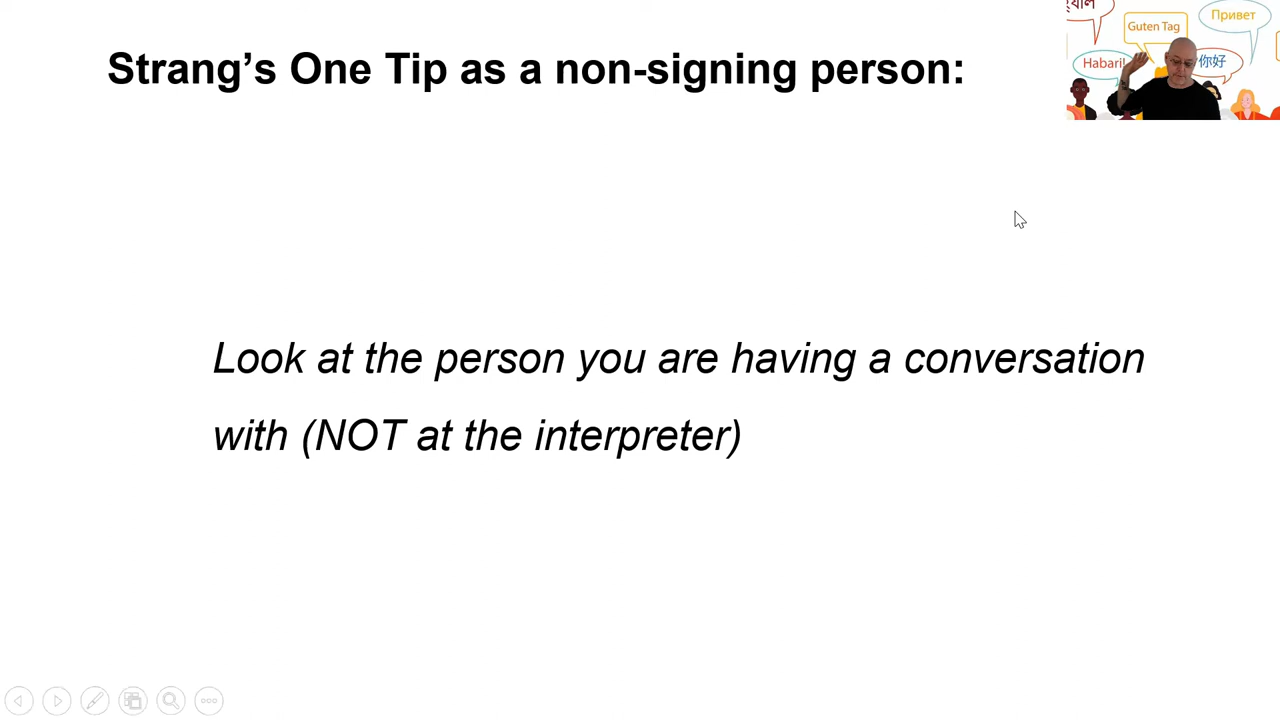 Strang’s One Tip as a non-signing person:
Guten Tag
Привет
Habari!
你好
Look at the person you are having a conversation
with (NOT at the interpreter)